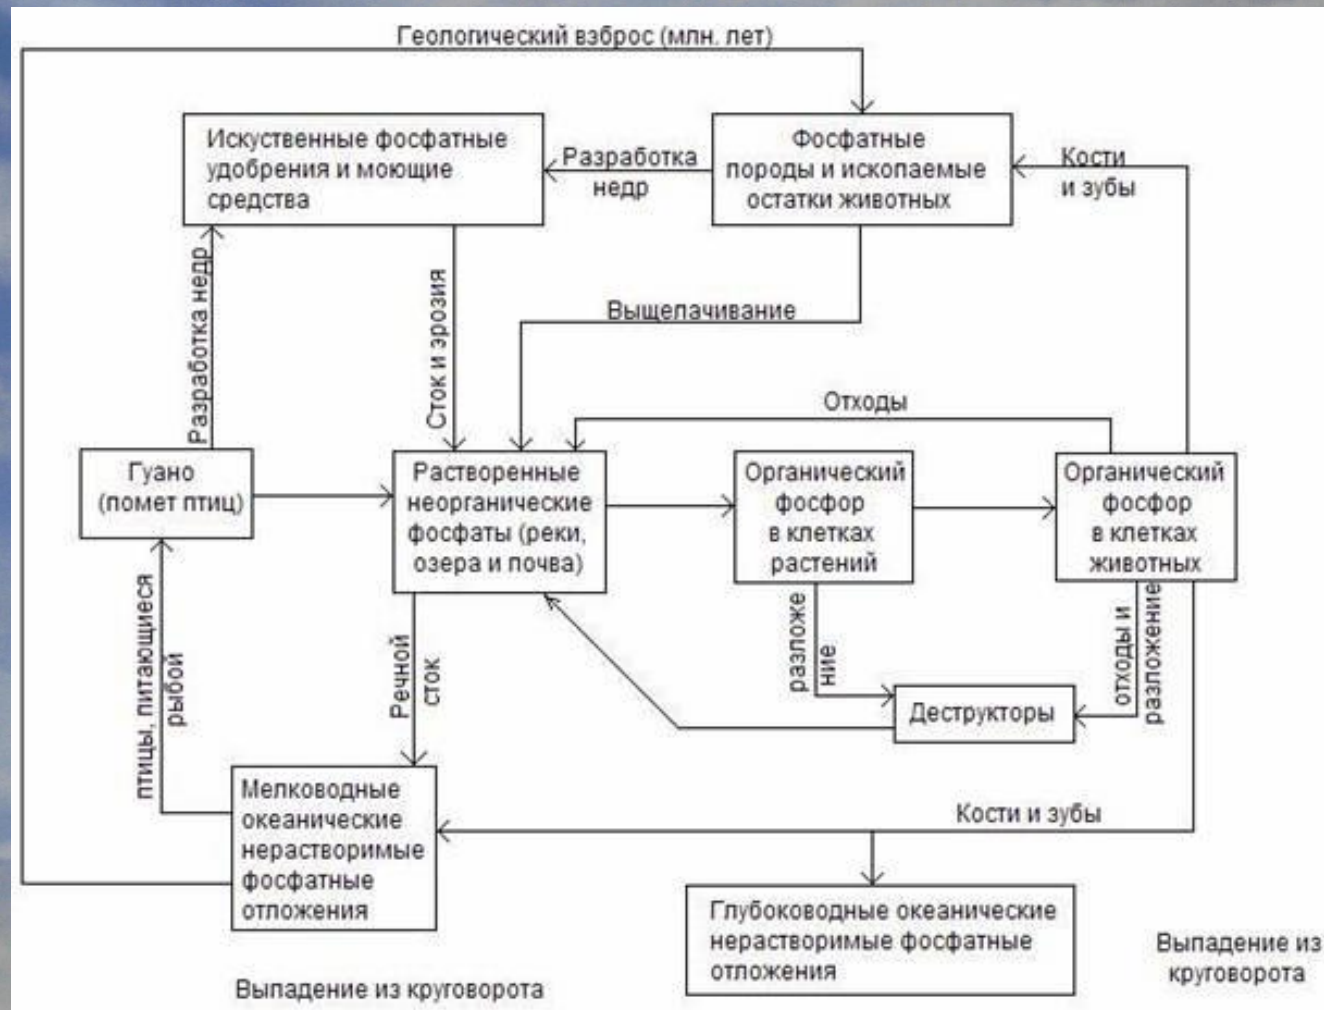 Геологический взброс (млн. лет)
Искуственные фосфатные
удобрения и моющие
средства
Разработка
недр
Фосфатные
породы и ископаемые
остатки животных
Кости
и зубы
Разработка недр
Сток и эрозия
Выщелачивание
Отходы
Гуано
(помет птиц)
Растворенные
неорганические
фосфаты (реки,
озера и почва)
Органический
фосфор
в клетках
растений
Органический
фосфор
в клетках
животных
птицы, питающиеся
рыбой
Речной
сток
разложе
ние
отходы и
разложение
Деструкторы
Мелководные
океанические
нерастворимые
фосфатные
отложения
Кости и зубы
Глубоководные океанические
нерастворимые фосфатные
отложения
Выпадение из
круговорота
Выпадение из круговорота